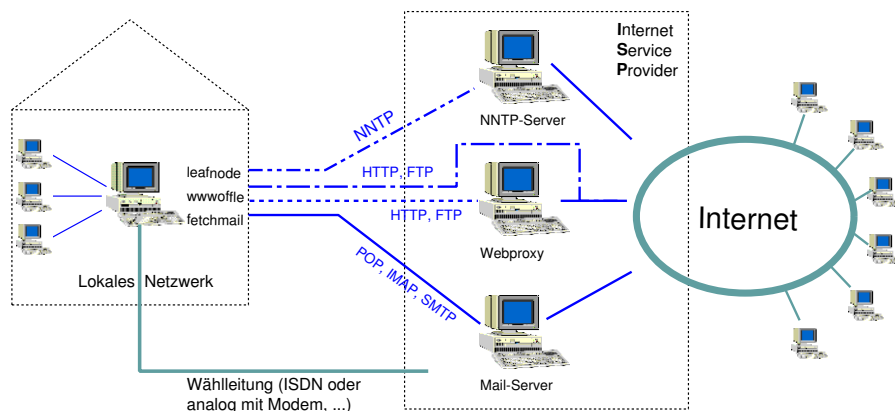 Internet
Service
Provider
NNTP
NNTP-Server
leafnode
HTTP, FTP
wwwoffle
HTTP, FTP
fetchmail
Webproxy
Internet
POP, IMAP, SMTP
Lokales Netzwerk
Mail-Server
Wählleitung (ISDN oder
analog mit Modem, ...)